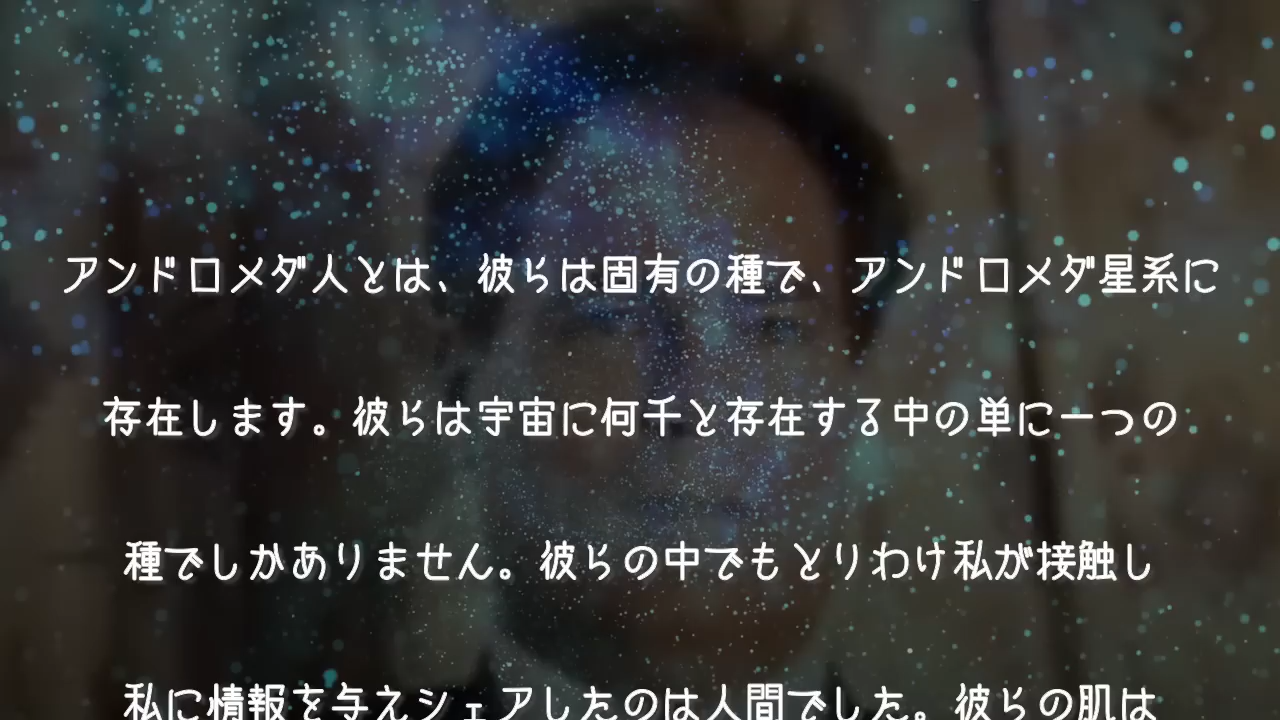 アンドロメダ人とは、彼らは固有の種で、アンドロメダ星系に
存在します。彼らは宇宙に何千と存在する中の単に一つの
種でしかありません。彼らの中でもとりわけ私が接触し
私に情報を与えシェアしたのは人間でした。彼らの肌は